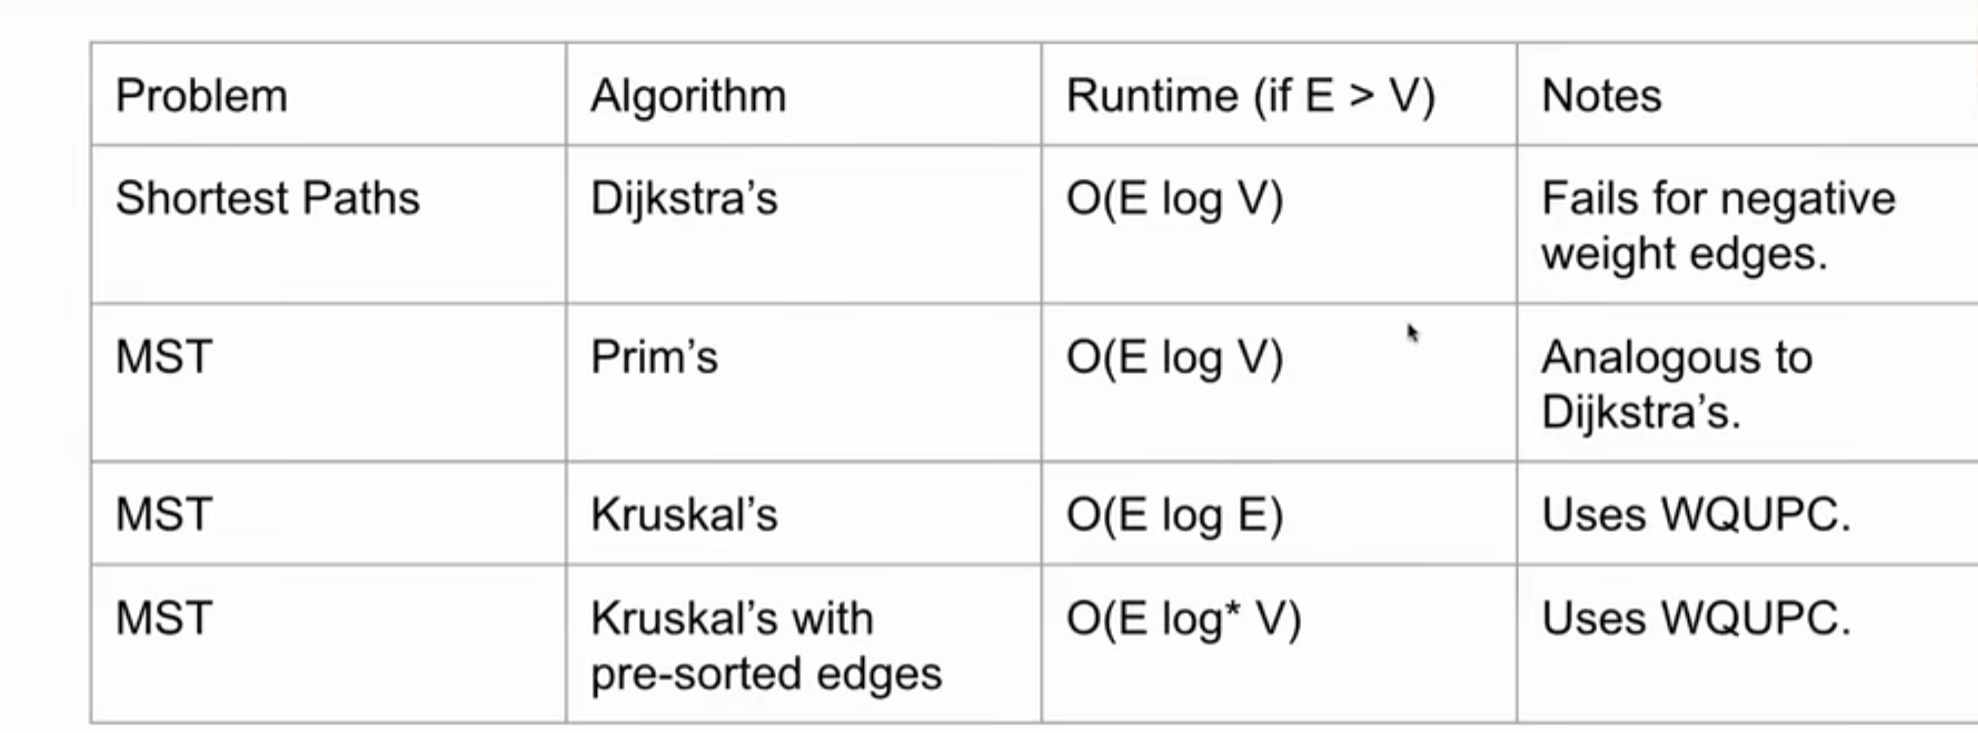 Problem Algorithm Runtime (if E > V) Notes
Shortest Paths Dijkstra’s O(E log V) Fails for negative
weight edges.
MST Prim’s O(E log V) Analogous to
Dijkstra’s.
MST Kruskal’s O(E log E) Uses WQUPC.
MST Kruskal’s with O(E log* V) Uses WQUPC.
pre-sorted edges